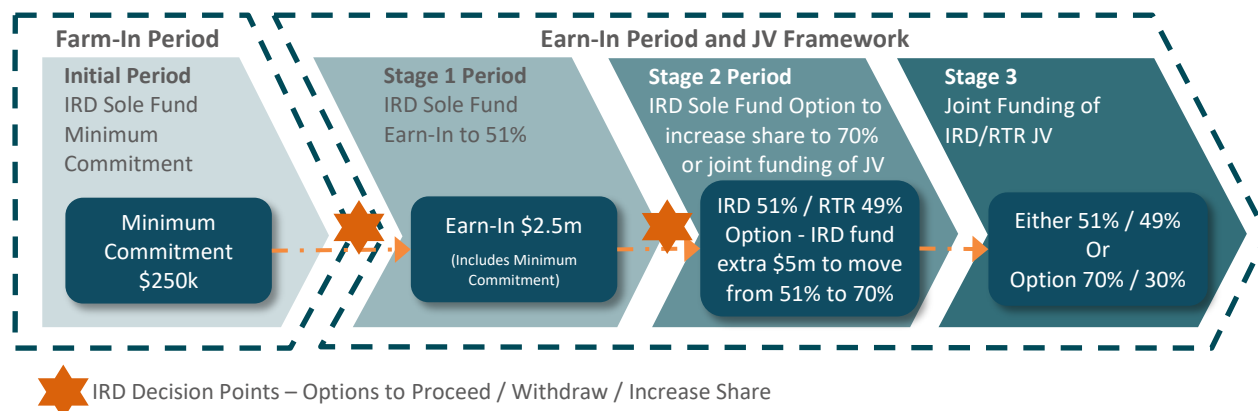 Farm-In Period
Earn-In Period and JV Framework
Initial Period
IRD Sole Fund
Minimum
Commitment
Minimum
Commitment
$250k
Stage 1 Period
IRD Sole Fund
Earn-In to 51%
Earn-In $2.5m
(Includes Minimum
Commitment)
Stage 2 Period
IRD Sole Fund Option to
increase share to 70%
or joint funding of JV
IRD 51% / RTR 49%
Option - IRD fund
extra $5m to move
from 51% to 70%
Stage 3
Joint Funding of
IRD/RTR JV
Either 51% / 49%
Or
Option 70% / 30%
IRD Decision Points – Options to Proceed / Withdraw / Increase Share